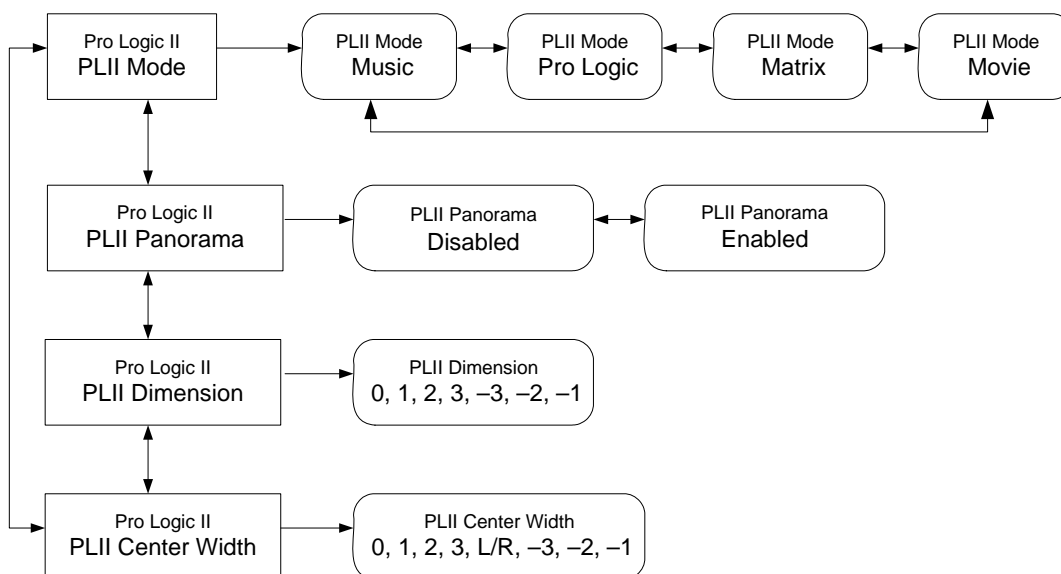 Pro Logic II
PLII Mode
PLII Mode
Music
PLII Mode
Pro Logic
PLII Mode
Matrix
PLII Mode
Movie
Pro Logic II
PLII Panorama
PLII Panorama
Disabled
PLII Panorama
Enabled
Pro Logic II
PLII Dimension
PLII Dimension
0, 1, 2, 3, –3, –2, –1
Pro Logic II
PLII Center Width
PLII Center Width
0, 1, 2, 3, L/R, –3, –2, –1